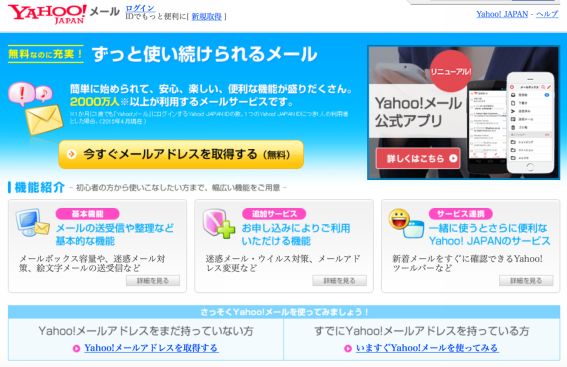 YAHOO! JAPAN メール
ログイン
IDでもっと便利に[ 新規取得 ]
Yahoo! JAPAN - ヘルプ
無料なのに充実! ずっと使い続けられるメール
簡単に始められて、安心、楽しい、便利な機能が盛りだくさん。
2000万人※以上が利用するメールサービスです。
今すぐメールアドレスを取得する（無料）
リニューアル!
Yahoo!メール
公式アプリ
詳しくはこちら
機能紹介 - 初心者の方から使いこなしたい方まで、幅広い機能をご用意 -
基本機能
メールの送受信や整理など
基本的な機能
メールボックス容量や、迷惑メール対
策、絵文字メールの送受信など
詳細を見る
追加サービス
お申し込みによりご利用
いただける機能
迷惑メール・ウイルス対策、メールアド
レス変更など
詳細を見る
サービス連携
一緒に使うとさらに便利な
Yahoo! JAPANのサービス
新着メールをすぐに確認できるYahoo!
ツールバーなど
詳細を見る
さっそくYahoo!メールを使ってみましょう!
Yahoo!メールアドレスをまだ持っていない方
Yahoo!メールアドレスを取得する
すでにYahoo!メールアドレスを持っている方
いますぐYahoo!メールを使ってみる